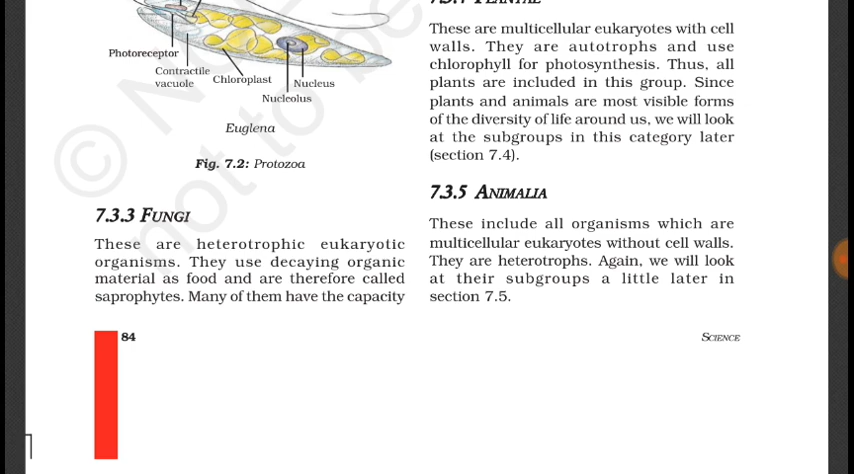 Photoreceptor
Contractile
vacuole
Chloroplast
Nucleus
Nucleolus
Euglena
Fig. 7.2: Protozoa
7.3.3 FUNGI
These are heterotrophic eukaryotic
organisms. They use decaying organic
material as food and are therefore called
saprophytes. Many of them have the capacity
These are multicellular eukaryotes with cell
walls. They are autotrophs and use
chlorophyll for photosynthesis. Thus, all
plants are included in this group. Since
plants and animals are most visible forms
of the diversity of life around us, we will look
at the subgroups in this category later
(section 7.4).
7.3.5 ANIMALIA
These include all organisms which are
multicellular eukaryotes without cell walls.
They are heterotrophs. Again, we will look
at their subgroups a little later in
section 7.5.
84
SCIENCE
© N
not to be